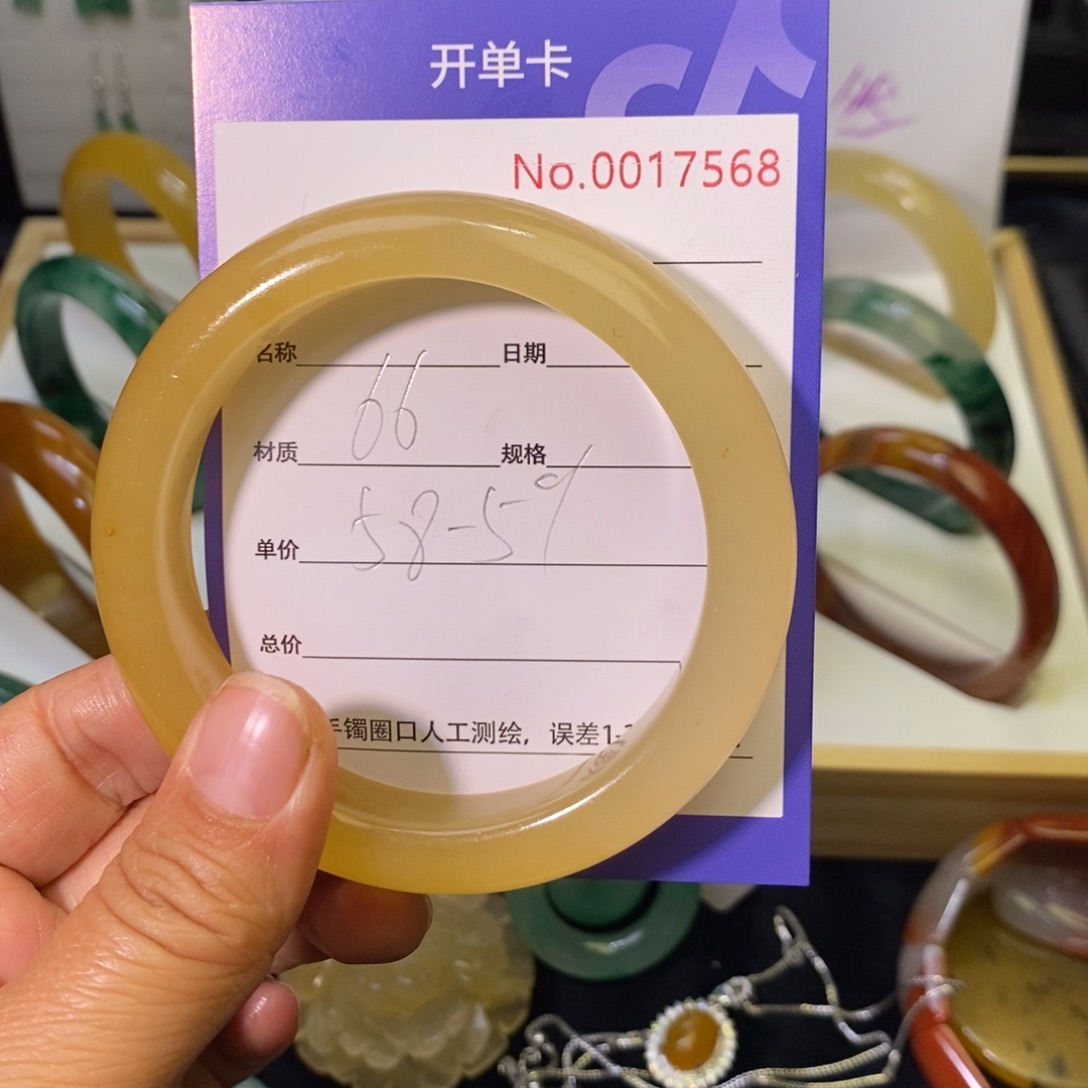 开单卡
No.0017568
名称 日期
66
材质 规格
58-59
单价
总价
手镯圈口人工测绘，误差1-